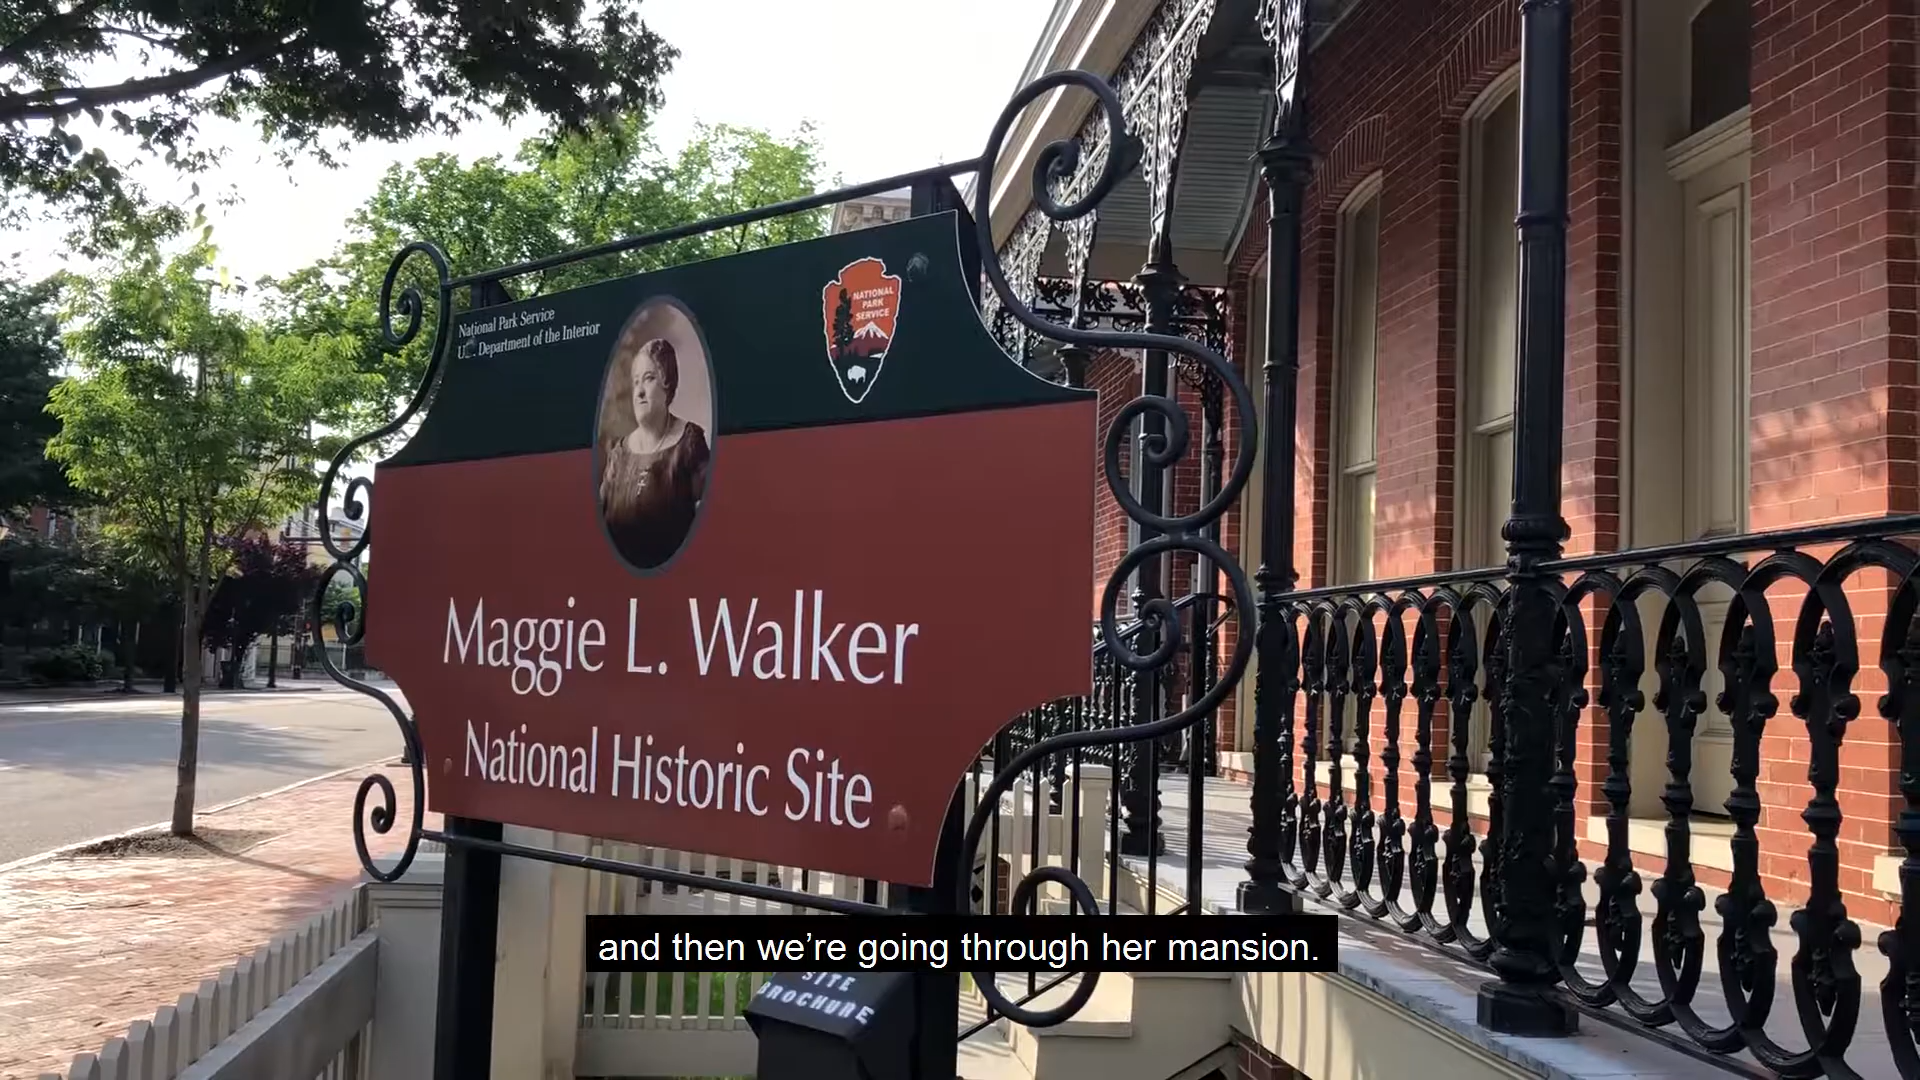 National Park Service
U.S. Department of the Interior
NATIONAL
PARK
SERVICE
Maggie L. Walker
National Historic Site
and then we’re going through her mansion.
SITE
BROCHURE